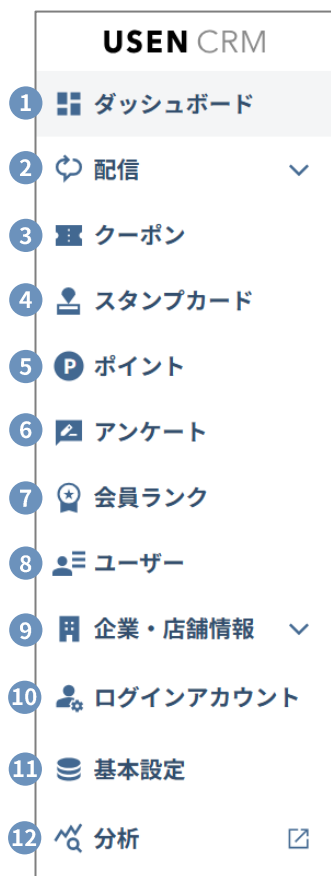 USEN CRM
1 ダッシュボード
2 配信
3 クーポン
4 スタンプカード
5 P ポイント
6 アンケート
7 会員ランク
8 ユーザー
9 企業・店舗情報
10 ログインアカウント
11 基本設定
12 分析